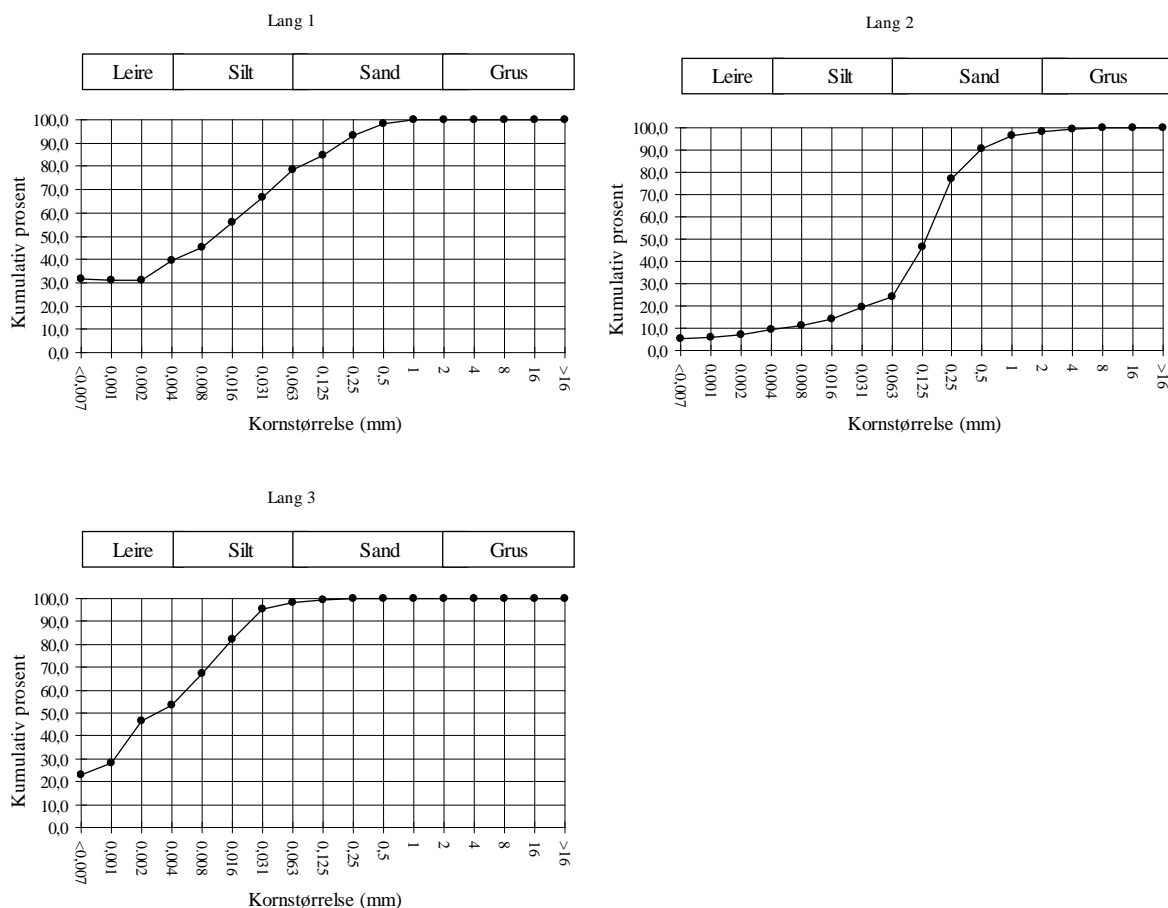 Lang 1
Leire Silt Sand Grus
Kumulativ prosent
100,0
90,0
80,0
70,0
60,0
50,0
40,0
30,0
20,0
10,0
0,0
<0,007 0,001 0.002 0.004 0.008 0.016 0.031 0,063 0,125 0,25 0,5 1 2 4 8 16 >16
Kornstørrelse (mm)
Lang 2
Leire Silt Sand Grus
Kumulativ prosent
100,0
90,0
80,0
70,0
60,0
50,0
40,0
30,0
20,0
10,0
0,0
<0,007 0,001 0.002 0.004 0.008 0.016 0.031 0.063 0,125 0,25 0,5 1 2 4 8 16 >16
Kornstørrelse (mm)
Lang 3
Leire Silt Sand Grus
Kumulativ prosent
100,0
90,0
80,0
70,0
60,0
50,0
40,0
30,0
20,0
10,0
0,0
<0,007 0,001 0.002 0.004 0.008 0.016 0.031 0,063 0,125 0,25 0,5 1 2 4 8 16 >16
Kornstørrelse (mm)